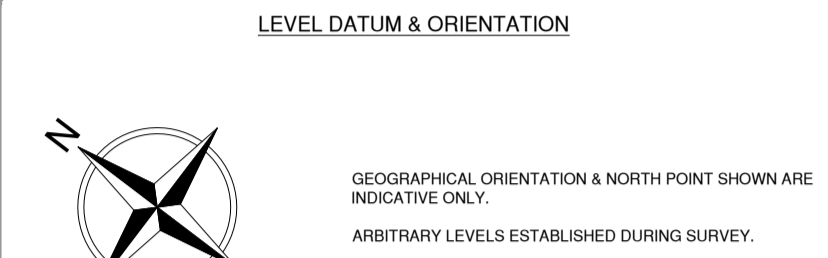 LEVEL DATUM & ORIENTATION
N
GEOGRAPHICAL ORIENTATION & NORTH POINT SHOWN ARE
INDICATIVE ONLY.
ARBITRARY LEVELS ESTABLISHED DURING SURVEY.